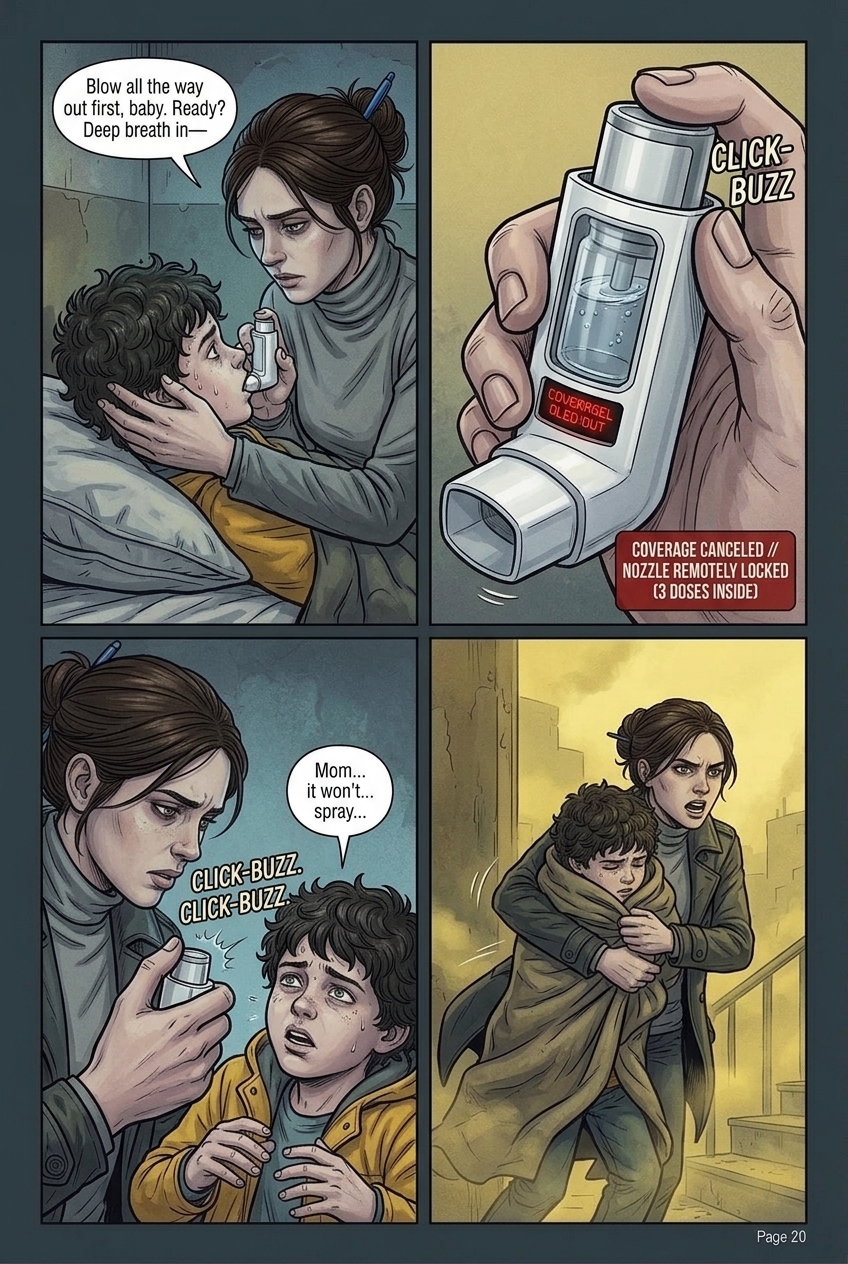 Blow all the way
out first, baby. Ready?
Deep breath in—
CLICK-
BUZZ
COVERAGE CANCELED //
NOZZLE REMOTELY LOCKED
(3 DOSES INSIDE)
Mom...
it won't...
spray...
CLICK-BUZZ.
CLICK-BUZZ.
Page 20